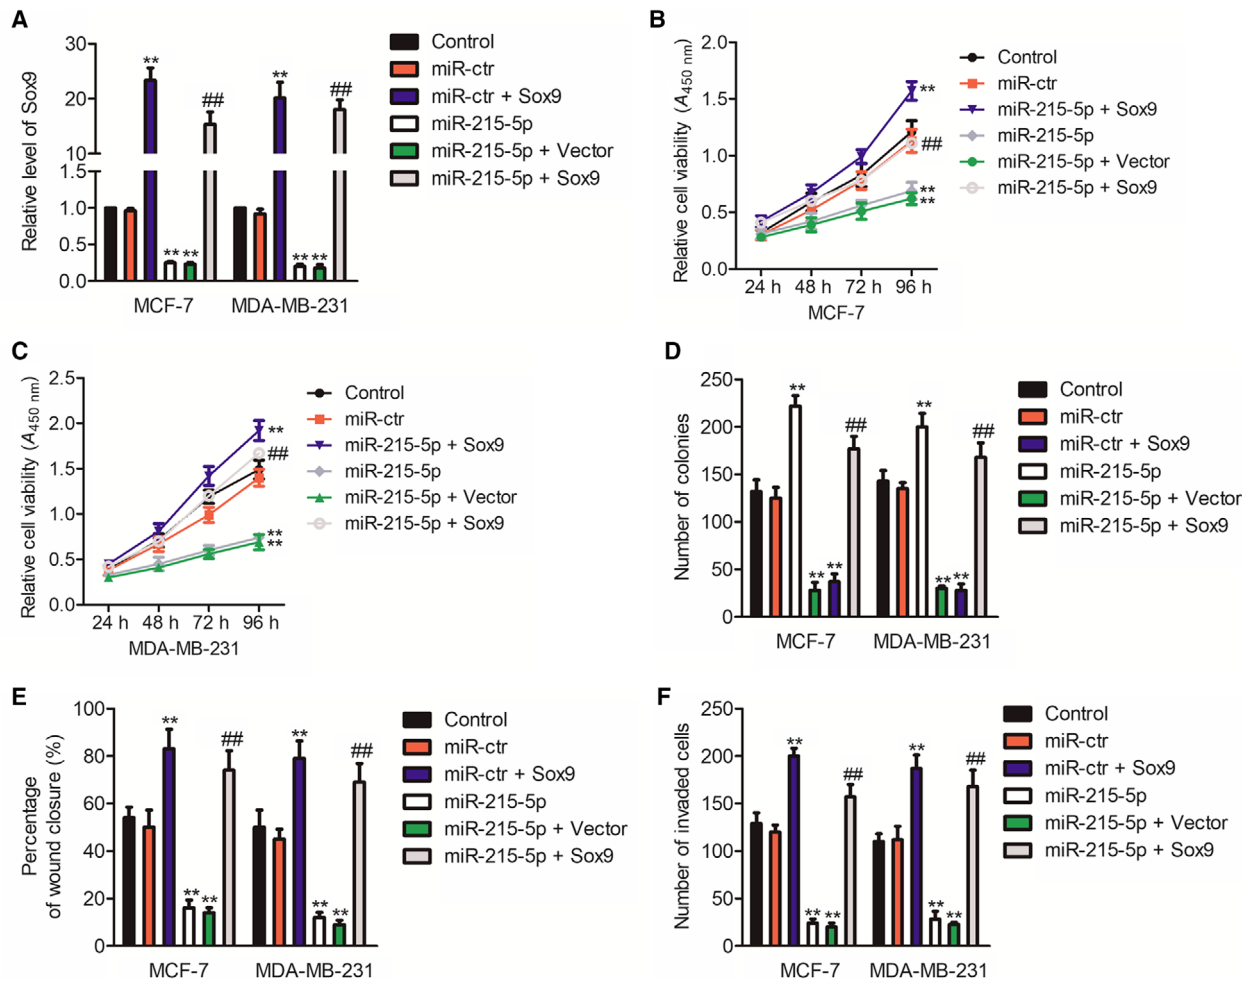 A
Relative level of Sox9
30
20
10
1.5
1.0
0.5
0.0
**
##
**
##
** **
** **
MCF-7
MDA-MB-231
Control
miR-ctr
miR-ctr + Sox9
miR-215-5p
miR-215-5p + Vector
miR-215-5p + Sox9
B
Relative cell viability (A450 nm)
2.0
1.5
1.0
0.5
0.0
**
##
**
**
24 h 48 h 72 h 96 h
MCF-7
Control
miR-ctr
miR-215-5p + Sox9
miR-215-5p
miR-215-5p + Vector
miR-215-5p + Sox9
C
Relative cell viability (A450 nm)
2.5
2.0
1.5
1.0
0.5
0.0
**
##
**
**
24 h 48 h 72 h 96 h
MDA-MB-231
Control
miR-ctr
miR-215-5p + Sox9
miR-215-5p
miR-215-5p + Vector
miR-215-5p + Sox9
D
Number of colonies
250
200
150
100
50
0
**
##
**
##
** **
** **
MCF-7
MDA-MB-231
Control
miR-ctr
miR-ctr + Sox9
miR-215-5p
miR-215-5p + Vector
miR-215-5p + Sox9
E
Percentage
of wound closure (%)
100
80
60
40
20
0
**
##
**
##
** **
** **
MCF-7
MDA-MB-231
Control
miR-ctr
miR-ctr + Sox9
miR-215-5p
miR-215-5p + Vector
miR-215-5p + Sox9
F
Number of invaded cells
250
200
150
100
50
0
**
##
**
##
** **
** **
MCF-7
MDA-MB-231
Control
miR-ctr
miR-ctr + Sox9
miR-215-5p
miR-215-5p + Vector
miR-215-5p + Sox9